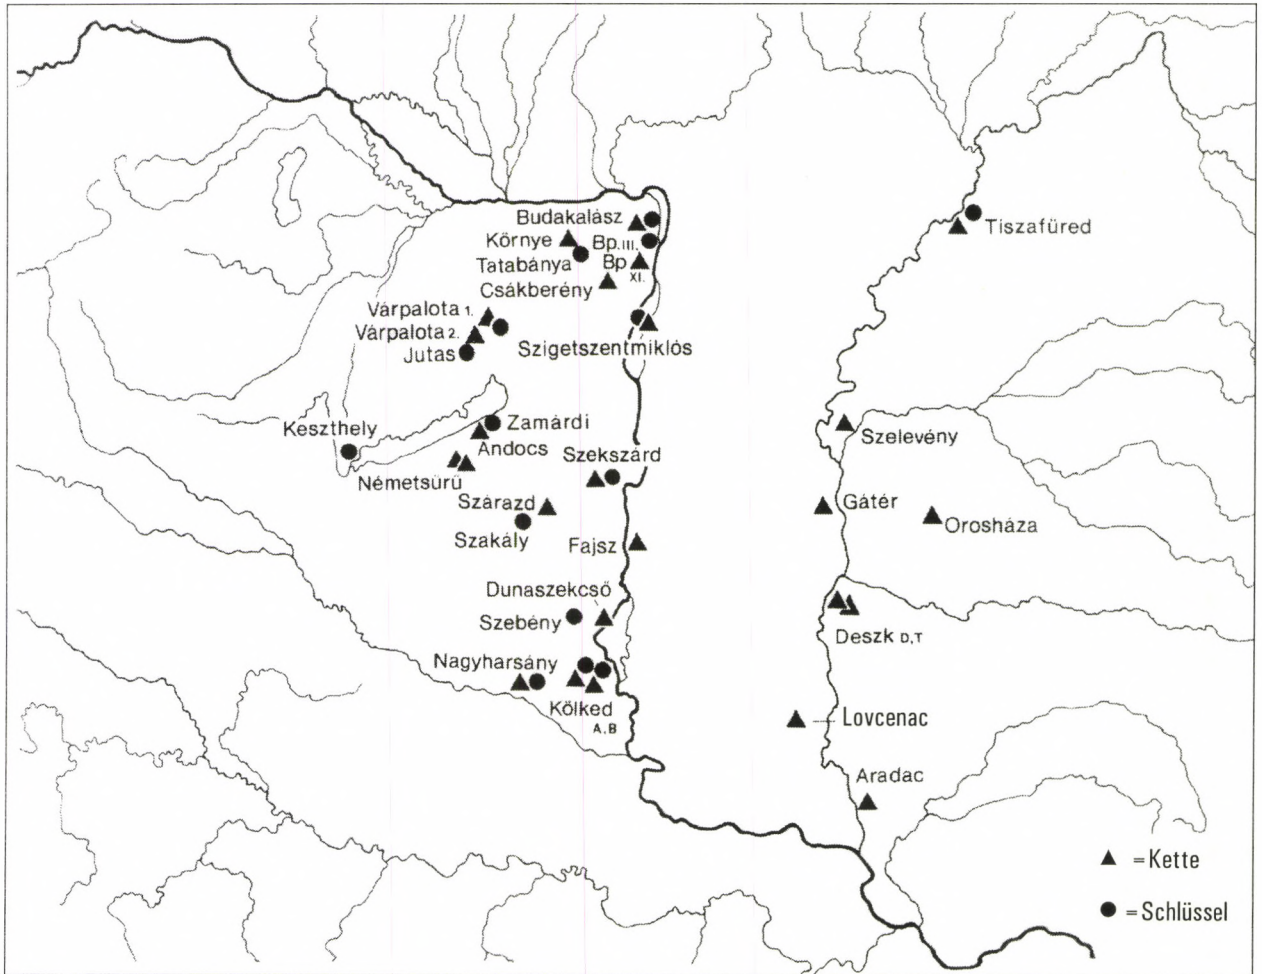 Budakalász
Környe
Bp. III.
Tatabánya
Bp XI.
Csákberény
Tiszafüred
Várpalota 1.
Várpalota 2.
Jutas
Szigetszentmiklós
Keszthely
Zamárdi
Andocs
Németsürü
Szekszárd
Szelevény
Szárazd
Szakály
Fajsz
Gátér
Orosháza
Dunaszekcső
Szebény
Deszk D,T
Nagyharsány
Kölked
A,B
Lovcenac
Aradac
▲ = Kette
● = Schlüssel